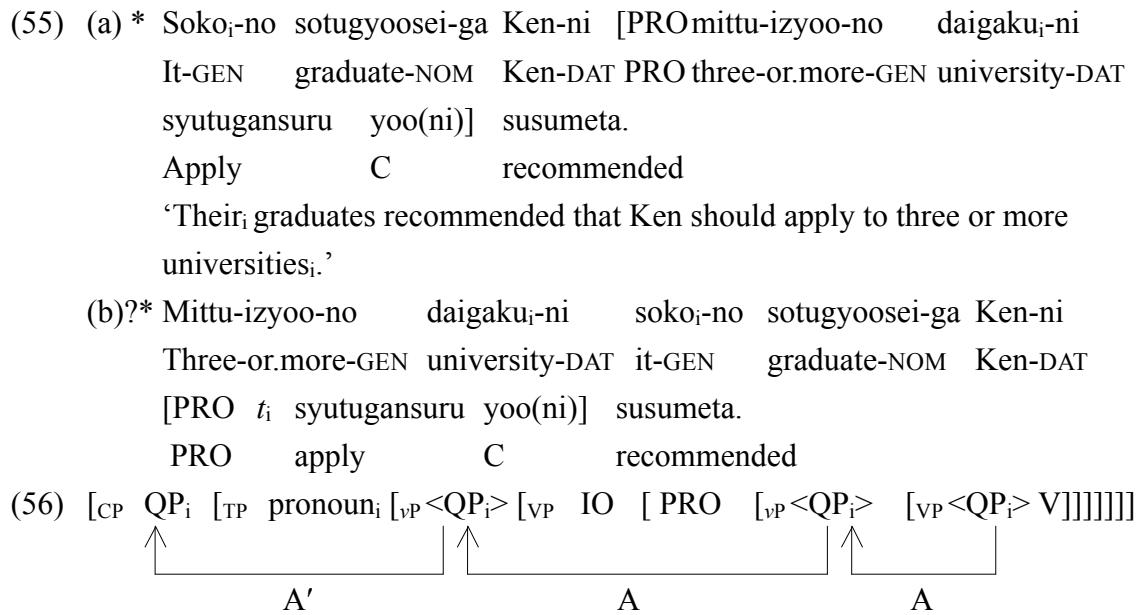 (55) (a) * Sokoᵢ-no sotugyoosei-ga Ken-ni [PRO mittu-izyoo-no daigakuᵢ-ni
It-GEN graduate-NOM Ken-DAT PRO three-or.more-GEN university-DAT
syutugansuru yoo(ni)] susumeta.
Apply C recommended
‘Theirᵢ graduates recommended that Ken should apply to three or more
universitiesᵢ.’
(b)?* Mittu-izyoo-no daigakuᵢ-ni sokoᵢ-no sotugyoosei-ga Ken-ni
Three-or.more-GEN university-DAT it-GEN graduate-NOM Ken-DAT
[PRO tᵢ syutugansuru yoo(ni)] susumeta.
PRO apply C recommended
(56) [CP QPᵢ [TP pronounᵢ [vP <QPᵢ> [VP IO [ PRO [vP <QPᵢ> [VP <QPᵢ> V]]]]]]]
A′ A A